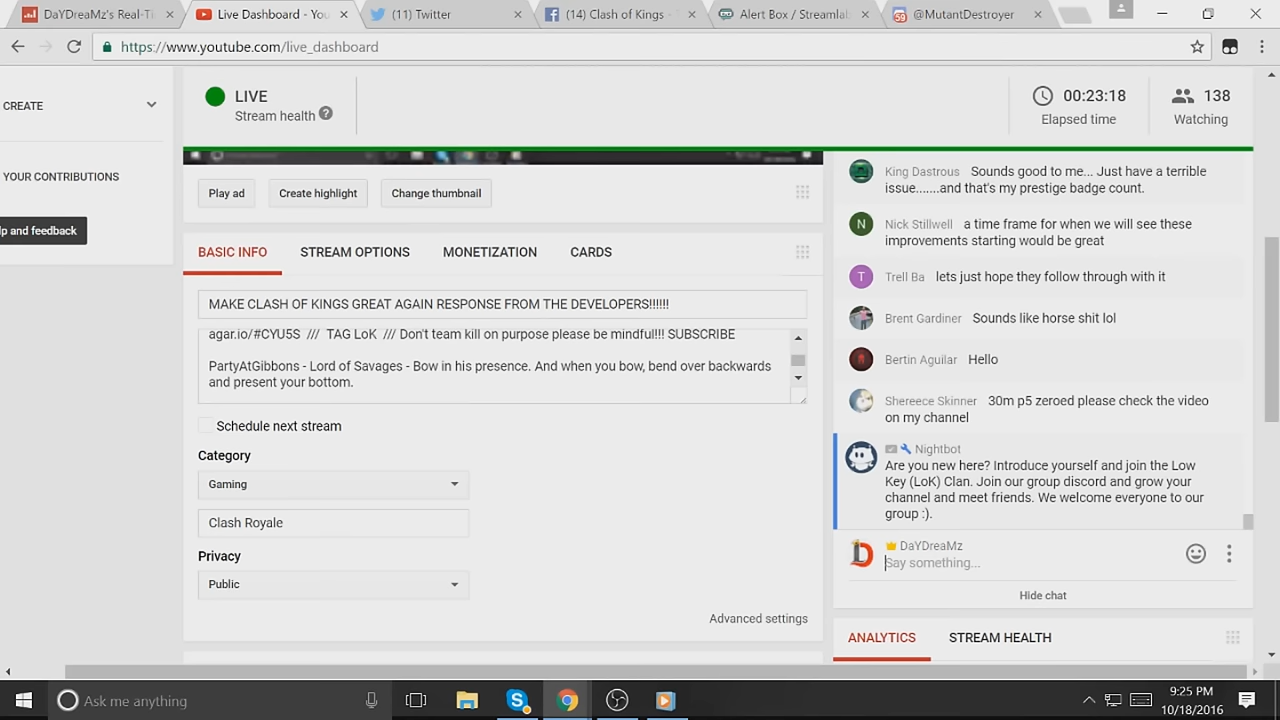 DaYDreaMz's Real-Ti
Live Dashboard - You
(11) Twitter
(14) Clash of Kings -
Alert Box / Streamlab
59
@MutantDestroyer
https://www.youtube.com/live_dashboard
CREATE
YOUR CONTRIBUTIONS
lp and feedback
LIVE
Stream health ?
00:23:18
Elapsed time
138
Watching
Play ad
Create highlight
Change thumbnail
BASIC INFO
STREAM OPTIONS
MONETIZATION
CARDS
MAKE CLASH OF KINGS GREAT AGAIN RESPONSE FROM THE DEVELOPERS!!!!!!
agar.io/#CYU5S /// TAG LoK /// Don't team kill on purpose please be mindful!!! SUBSCRIBE
PartyAtGibbons - Lord of Savages - Bow in his presence. And when you bow, bend over backwards
and present your bottom.
Schedule next stream
Category
Gaming
Clash Royale
Privacy
Public
Advanced settings
King Dastrous Sounds good to me... Just have a terrible
issue.......and that's my prestige badge count.
N
Nick Stillwell a time frame for when we will see these
improvements starting would be great
T
Trell Ba lets just hope they follow through with it
Brent Gardiner Sounds like horse shit lol
Bertin Aguilar Hello
Shereece Skinner 30m p5 zeroed please check the video
on my channel
Nightbot
Are you new here? Introduce yourself and join the Low
Key (LoK) Clan. Join our group discord and grow your
channel and meet friends. We welcome everyone to our
group :).
DaYDreaMz
Say something...
Hide chat
ANALYTICS
STREAM HEALTH
Ask me anything
9:25 PM
10/18/2016